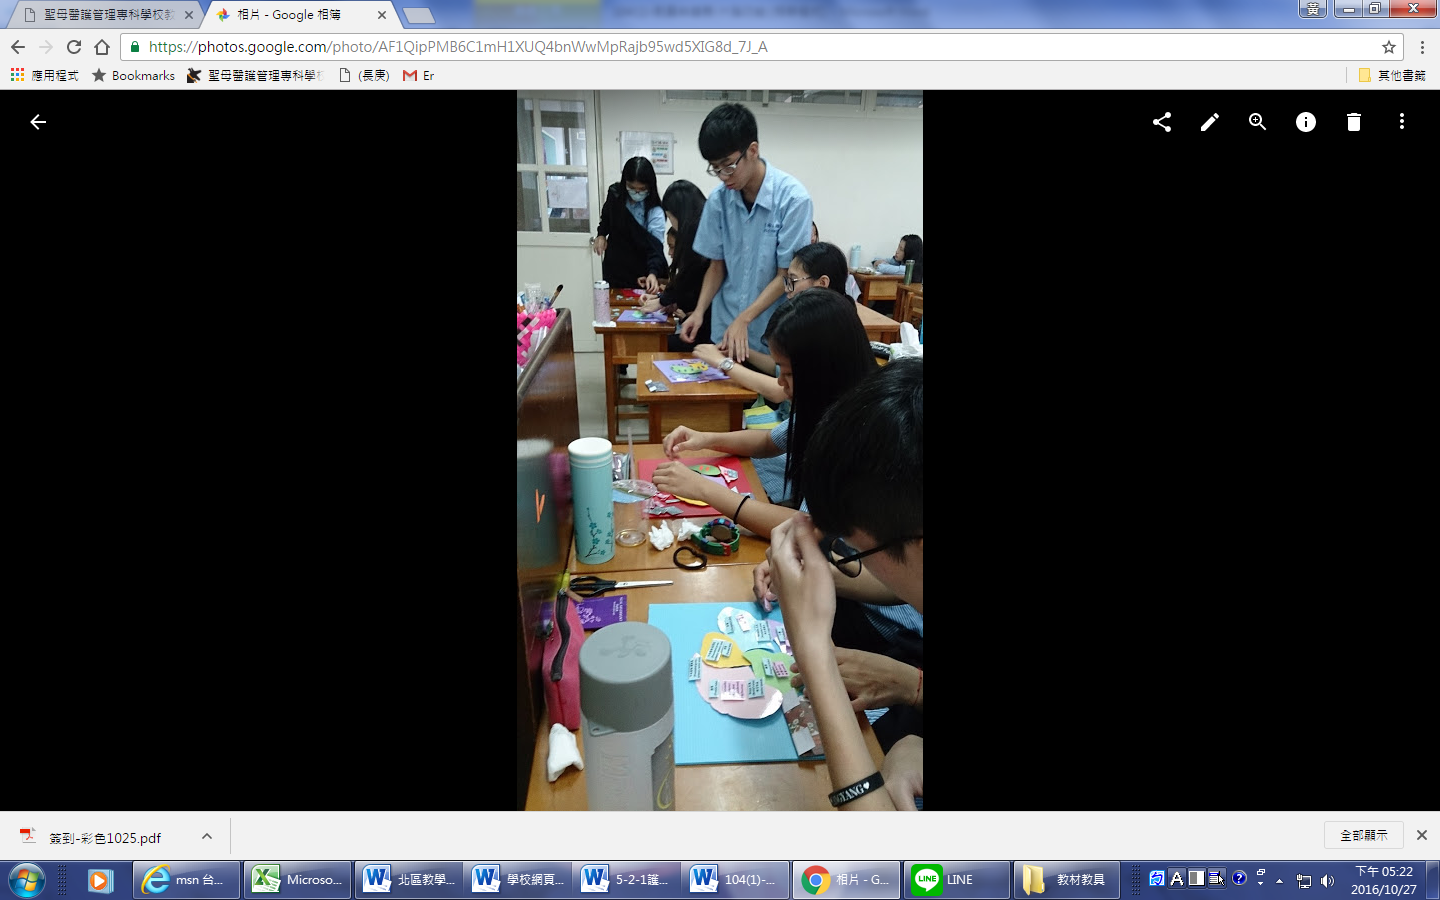 聖母醫護管理專科學校教
相片 - Google 相簿
黃
https://photos.google.com/photo/AF1QipPMB6C1mH1XUQ4bnWwMpRajb95wd5XIG8d_7J_A
應用程式
Bookmarks
聖母醫護管理專科學校
(長庚)
Er
其他書籤
簽到-彩色1025.pdf
全部顯示
msn 台...
Microso...
北區教學...
學校網頁...
5-2-1護...
104(1)-...
相片 - G...
LINE
教材教具
下午 05:22
2016/10/27